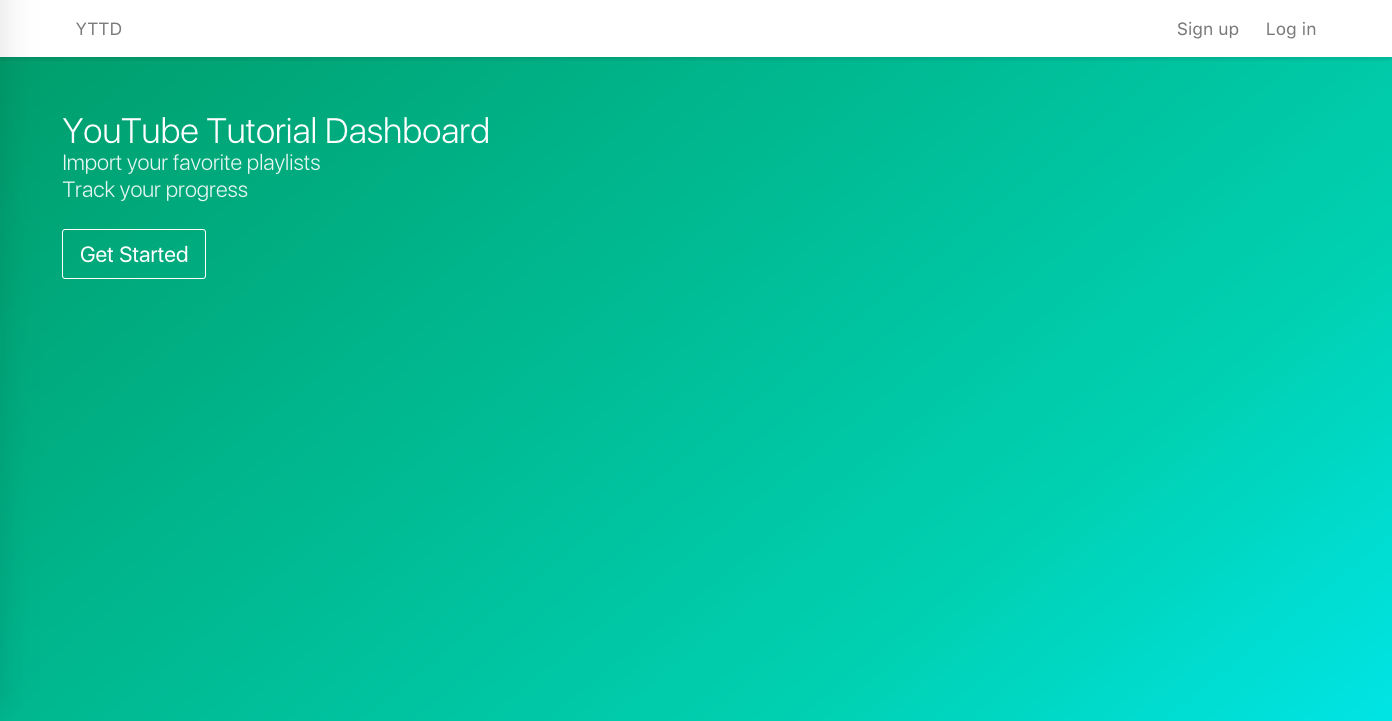 YTTD
Sign up Log in
YouTube Tutorial Dashboard
Import your favorite playlists
Track your progress
Get Started